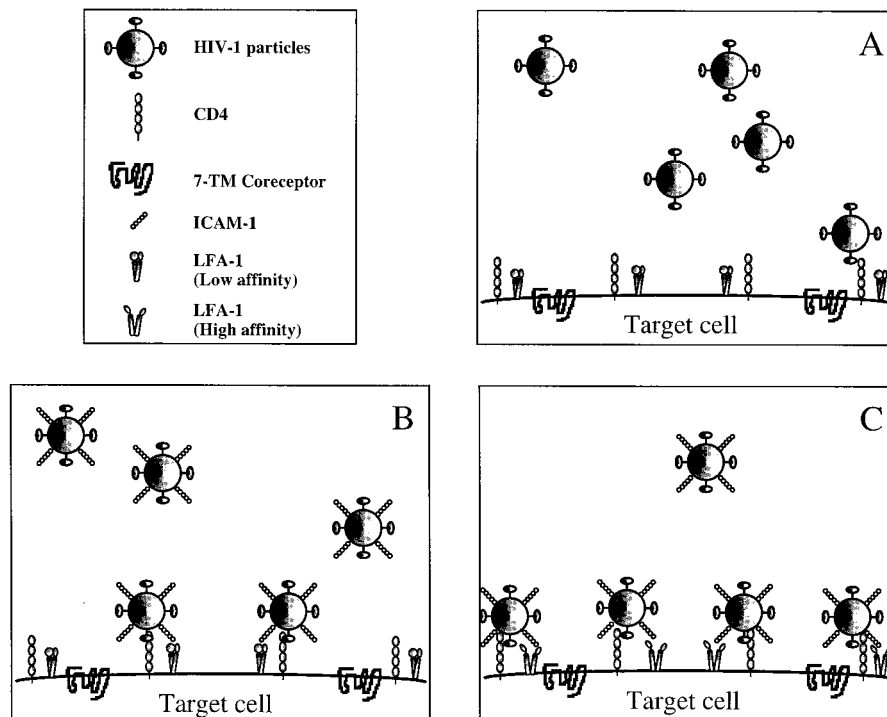 HIV-1 particles
CD4
7-TM Coreceptor
ICAM-1
LFA-1
(Low affinity)
LFA-1
(High affinity)
A
Target cell
B
Target cell
C
Target cell